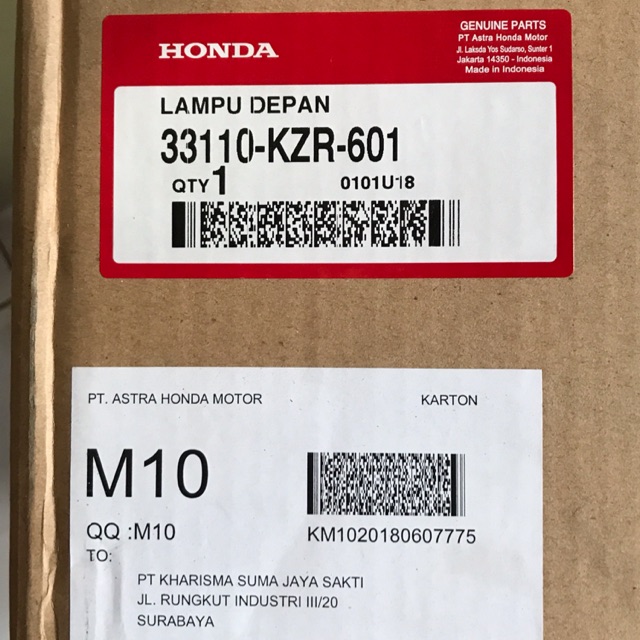 HONDA
GENUINE PARTS
PT Astra Honda Motor
Jl. Laksda Yos Sudarso, Sunter 1
Jakarta 14350 - Indonesia
Made in Indonesia
LAMPU DEPAN
33110-KZR-601
QTY 1 0101U18
PT. ASTRA HONDA MOTOR KARTON
M10
QQ :M10
KM1020180607775
TO:
PT KHARISMA SUMA JAYA SAKTI
JL. RUNGKUT INDUSTRI III/20
SURABAYA